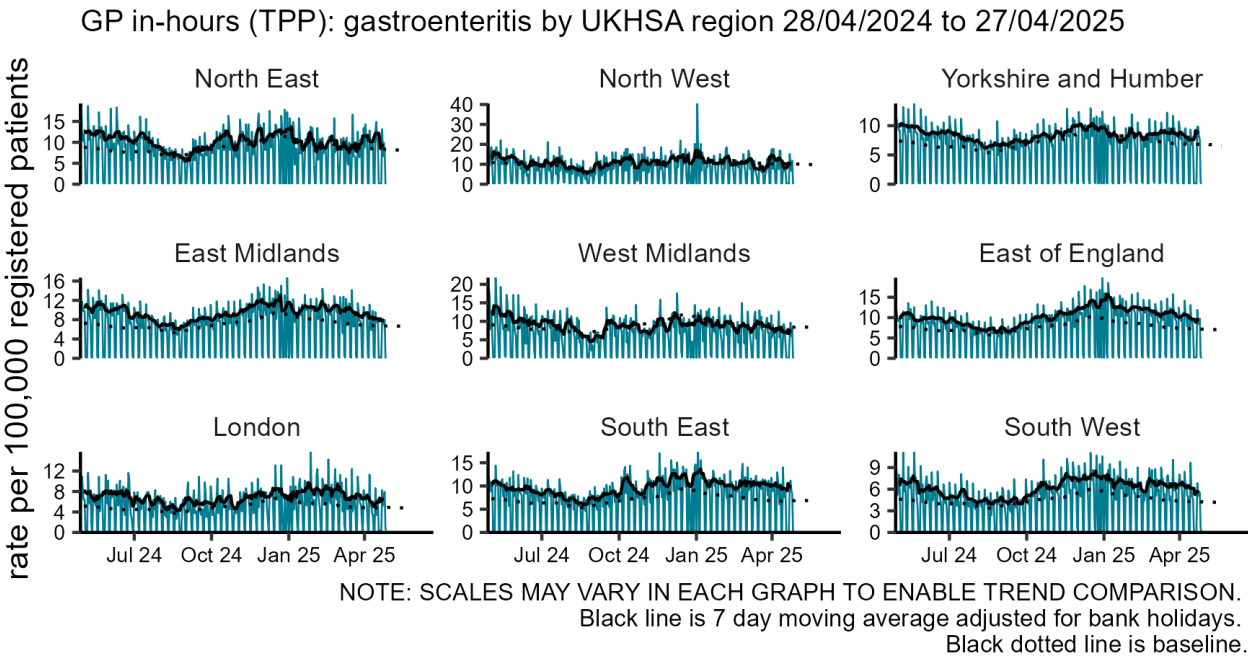 GP in-hours (TPP): gastroenteritis by UKHSA region 28/04/2024 to 27/04/2025
rate per 100,000 registered patients
North East
15
10
5
0
North West
40
30
20
10
0
Yorkshire and Humber
10
5
0
East Midlands
16
12
8
4
0
West Midlands
20
15
10
5
0
East of England
15
10
5
0
London
12
8
4
0
South East
15
10
5
0
South West
9
6
3
0
Jul 24 Oct 24 Jan 25 Apr 25
Jul 24 Oct 24 Jan 25 Apr 25
Jul 24 Oct 24 Jan 25 Apr 25
NOTE: SCALES MAY VARY IN EACH GRAPH TO ENABLE TREND COMPARISON.
Black line is 7 day moving average adjusted for bank holidays.
Black dotted line is baseline.